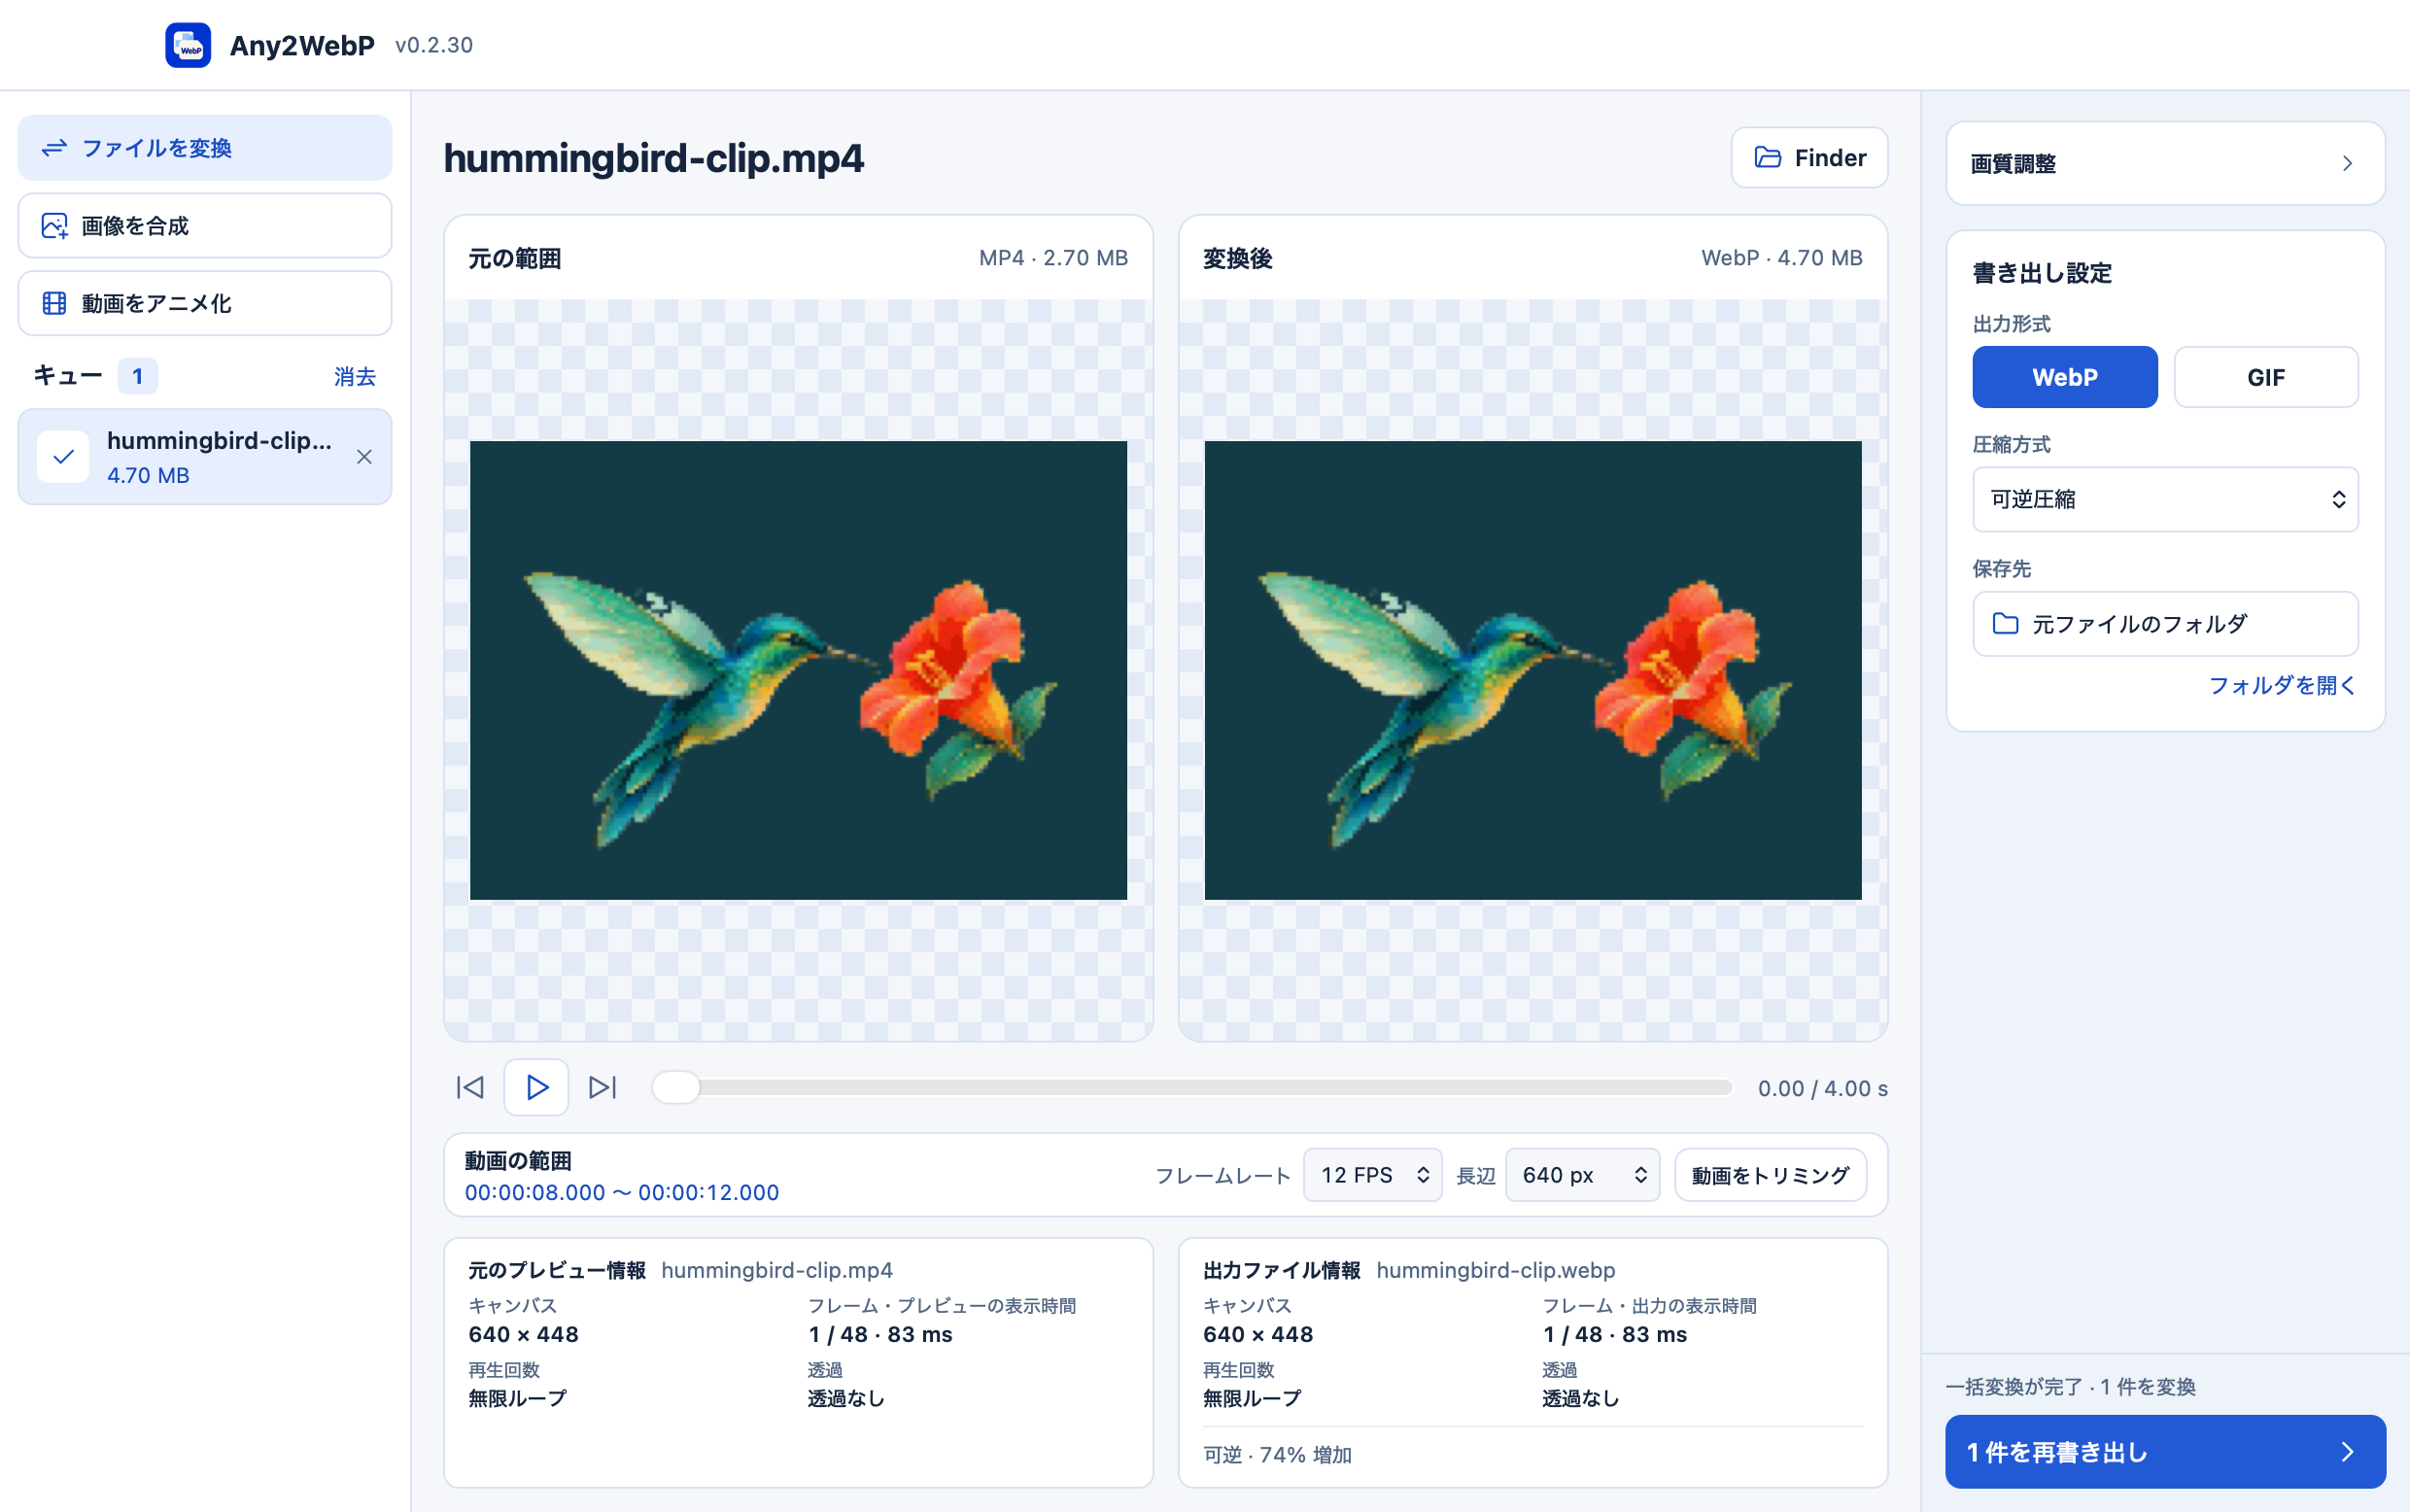 WebP
Any2WebP v0.2.30
ファイルを変換
画像を合成
動画をアニメ化
キュー 1 消去
hummingbird-clip...
4.70 MB
hummingbird-clip.mp4
Finder
元の範囲 MP4 · 2.70 MB
変換後 WebP · 4.70 MB
0.00 / 4.00 s
動画の範囲
00:00:08.000 〜 00:00:12.000
フレームレート 12 FPS 長辺 640 px 動画をトリミング
元のプレビュー情報 hummingbird-clip.mp4
キャンバス フレーム・プレビューの表示時間
640 × 448 1 / 48 · 83 ms
再生回数 透過
無限ループ 透過なし
出力ファイル情報 hummingbird-clip.webp
キャンバス フレーム・出力の表示時間
640 × 448 1 / 48 · 83 ms
再生回数 透過
無限ループ 透過なし
可逆 · 74% 増加
画質調整
書き出し設定
出力形式
WebP GIF
圧縮方式
可逆圧縮
保存先
元ファイルのフォルダ
フォルダを開く
一括変換が完了 · 1 件を変換
1 件を再書き出し